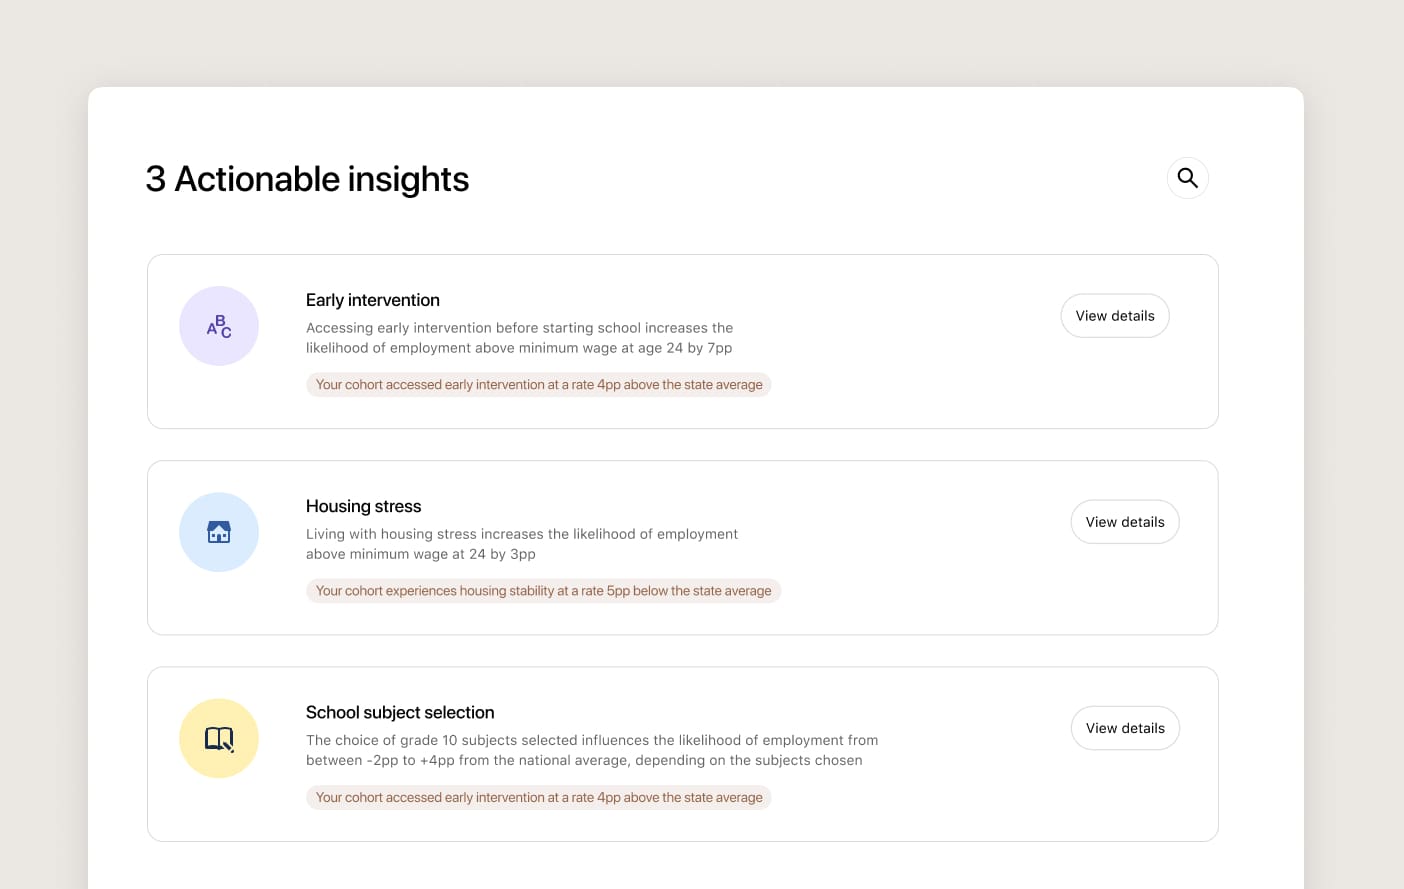 3 Actionable insights
A B C
Early intervention
Accessing early intervention before starting school increases the
likelihood of employment above minimum wage at age 24 by 7pp
Your cohort accessed early intervention at a rate 4pp above the state average
View details
Housing stress
Living with housing stress increases the likelihood of employment
above minimum wage at 24 by 3pp
Your cohort experiences housing stability at a rate 5pp below the state average
View details
School subject selection
The choice of grade 10 subjects selected influences the likelihood of employment from
between -2pp to +4pp from the national average, depending on the subjects chosen
Your cohort accessed early intervention at a rate 4pp above the state average
View details